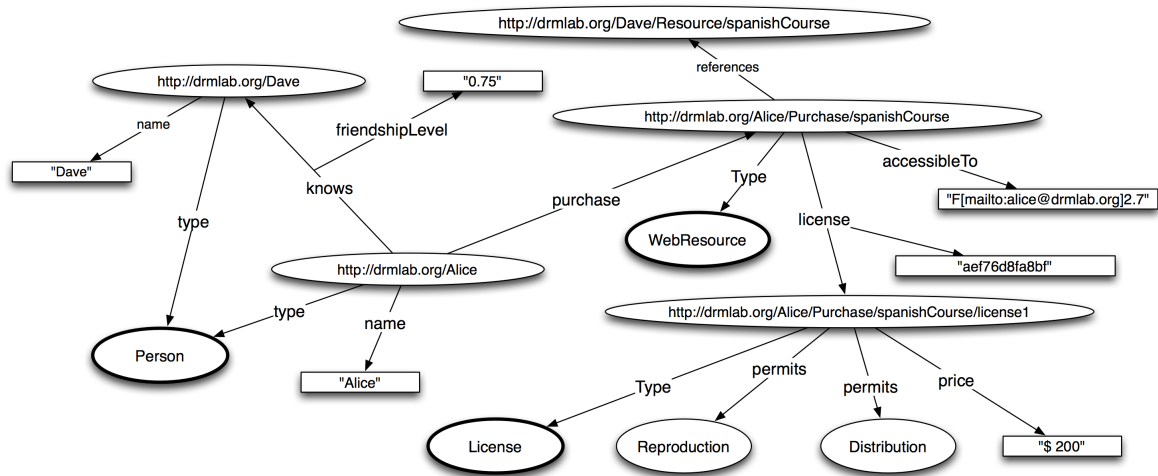 http://drmlab.org/Dave/Resource/spanishCourse
references
http://drmlab.org/Dave
"0.75"
name
friendshipLevel
http://drmlab.org/Alice/Purchase/spanishCourse
"Dave"
knows
accessibleTo
Type
purchase
"F[mailto:alice@drmlab.org]2.7"
type
license
WebResource
http://drmlab.org/Alice
"aef76d8fa8bf"
type
name
http://drmlab.org/Alice/Purchase/spanishCourse/license1
Person
"Alice"
Type
permits
permits
price
License
Reproduction
Distribution
"$ 200"